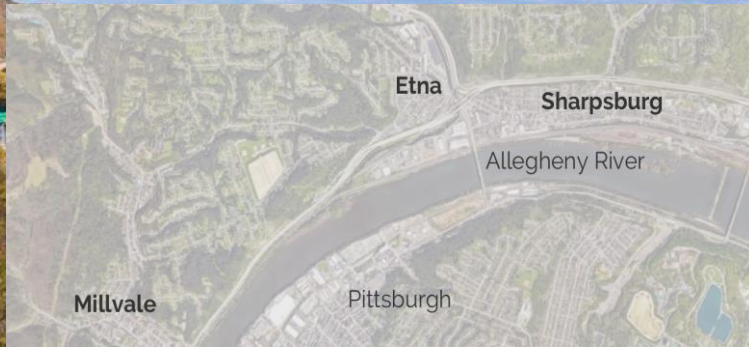 Etna
Sharpsburg
Allegheny River
Millvale
Pittsburgh